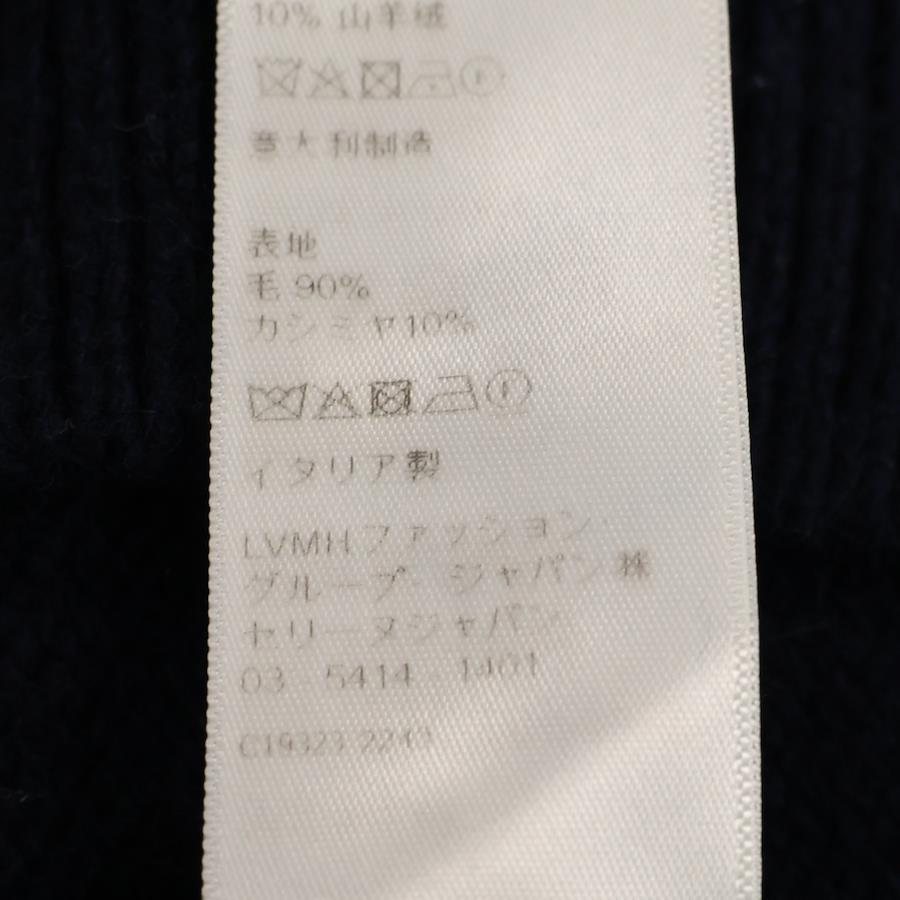 10% 山羊绒
意大利制造
表地
毛 90%
カシミヤ10%
F
イタリア製
LVMHファッション・
グループ・ジャパン 株
セリーヌジャパン
03 - 5414 - 1401
C19323 2243